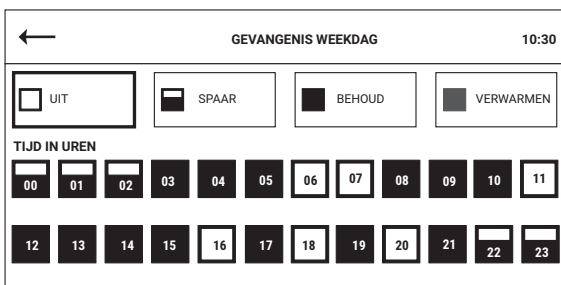 GEVANGENIS WEEKDAG 10:30
UIT SPAAR BEHOUD VERWARMEN
TIJD IN UREN
00 01 02 03 04 05 06 07 08 09 10 11
12 13 14 15 16 17 18 19 20 21 22 23